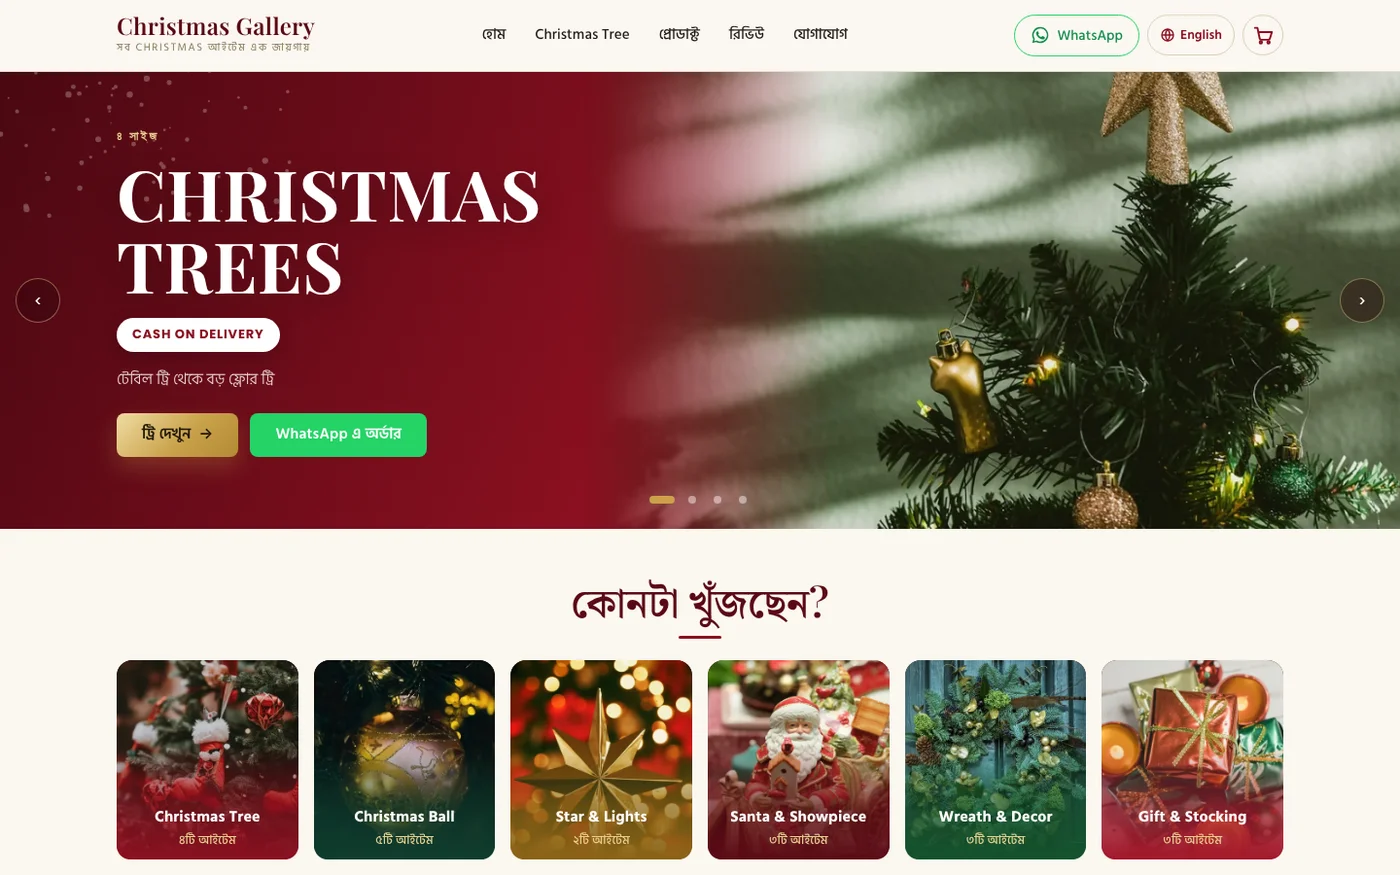 Christmas Gallery
সব CHRISTMAS আইটেম এক জায়গায়
হোম
Christmas Tree
প্রোডাক্ট
রিভিউ
যোগাযোগ
WhatsApp
English
৪ সাইজ
CHRISTMAS
TREES
CASH ON DELIVERY
টেবিল ট্রি থেকে বড় ফ্লোর ট্রি
ট্রি দেখুন →
WhatsApp এ অর্ডার
‹
›
কোনটা খুঁজছেন?
Christmas Tree
৪টি আইটেম
Christmas Ball
৫টি আইটেম
Star & Lights
২টি আইটেম
Santa & Showpiece
৩টি আইটেম
Wreath & Decor
৩টি আইটেম
Gift & Stocking
৩টি আইটেম